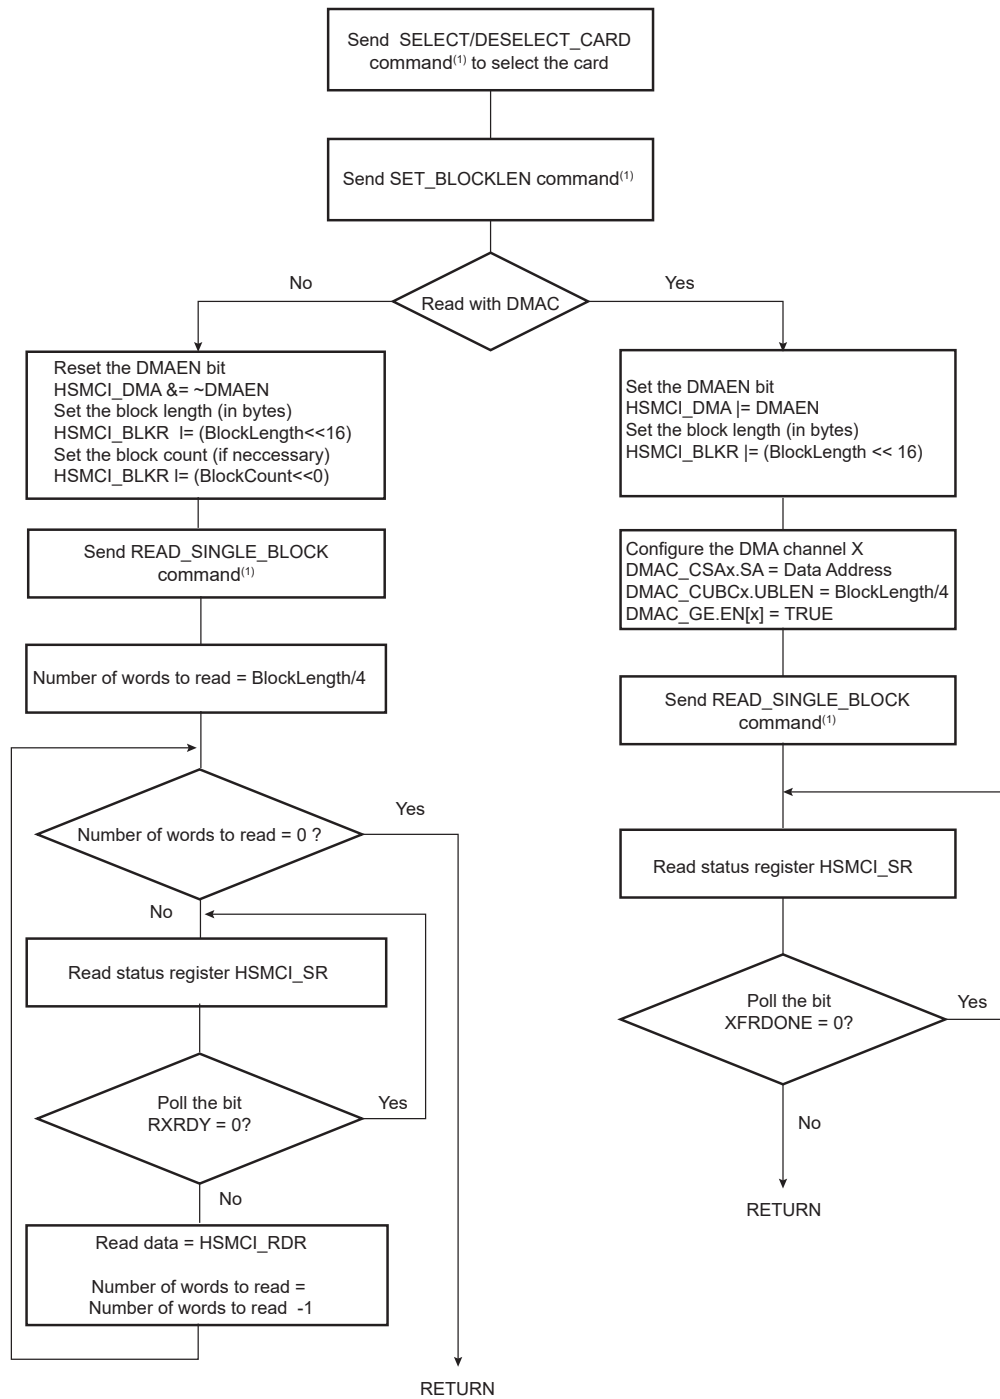 Send SELECT/DESELECT_CARD
command(1) to select the card
Send SET_BLOCKLEN command(1)
No
Read with DMAC
Yes
Reset the DMAEN bit
HSMCI_DMA &= ~DMAEN
Set the block length (in bytes)
HSMCI_BLKR l= (BlockLength<<16)
Set the block count (if neccessary)
HSMCI_BLKR l= (BlockCount<<0)
Send READ_SINGLE_BLOCK
command(1)
Number of words to read = BlockLength/4
Number of words to read = 0 ?
Yes
No
Read status register HSMCI_SR
Poll the bit
RXRDY = 0?
Yes
No
Read data = HSMCI_RDR
Number of words to read =
Number of words to read -1
RETURN
Set the DMAEN bit
HSMCI_DMA |= DMAEN
Set the block length (in bytes)
HSMCI_BLKR |= (BlockLength << 16)
Configure the DMA channel X
DMAC_CSAx.SA = Data Address
DMAC_CUBCx.UBLEN = BlockLength/4
DMAC_GE.EN[x] = TRUE
Send READ_SINGLE_BLOCK
command(1)
Read status register HSMCI_SR
Poll the bit
XFRDONE = 0?
Yes
No
RETURN